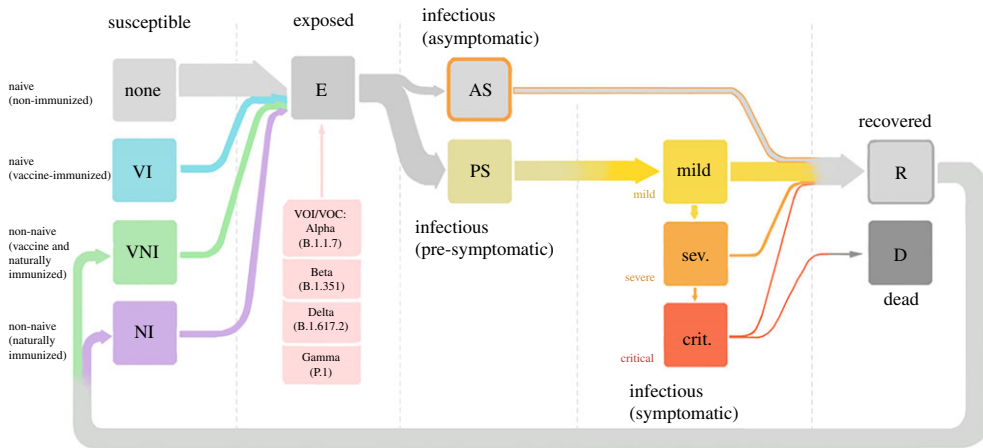 susceptible
exposed
infectious
(asymptomatic)
naive
(non-immunized)
none
E
AS
recovered
naive
(vaccine-immunized)
VI
PS
mild
mild
R
VOI/VOC:
Alpha
(B.1.1.7)
infectious
(pre-symptomatic)
non-naive
(vaccine and
naturally
immunized)
VNI
Beta
(B.1.351)
severe
sev.
D
dead
non-naive
(naturally
immunized)
NI
Delta
(B.1.617.2)
Gamma
(P.1)
critical
crit.
infectious
(symptomatic)